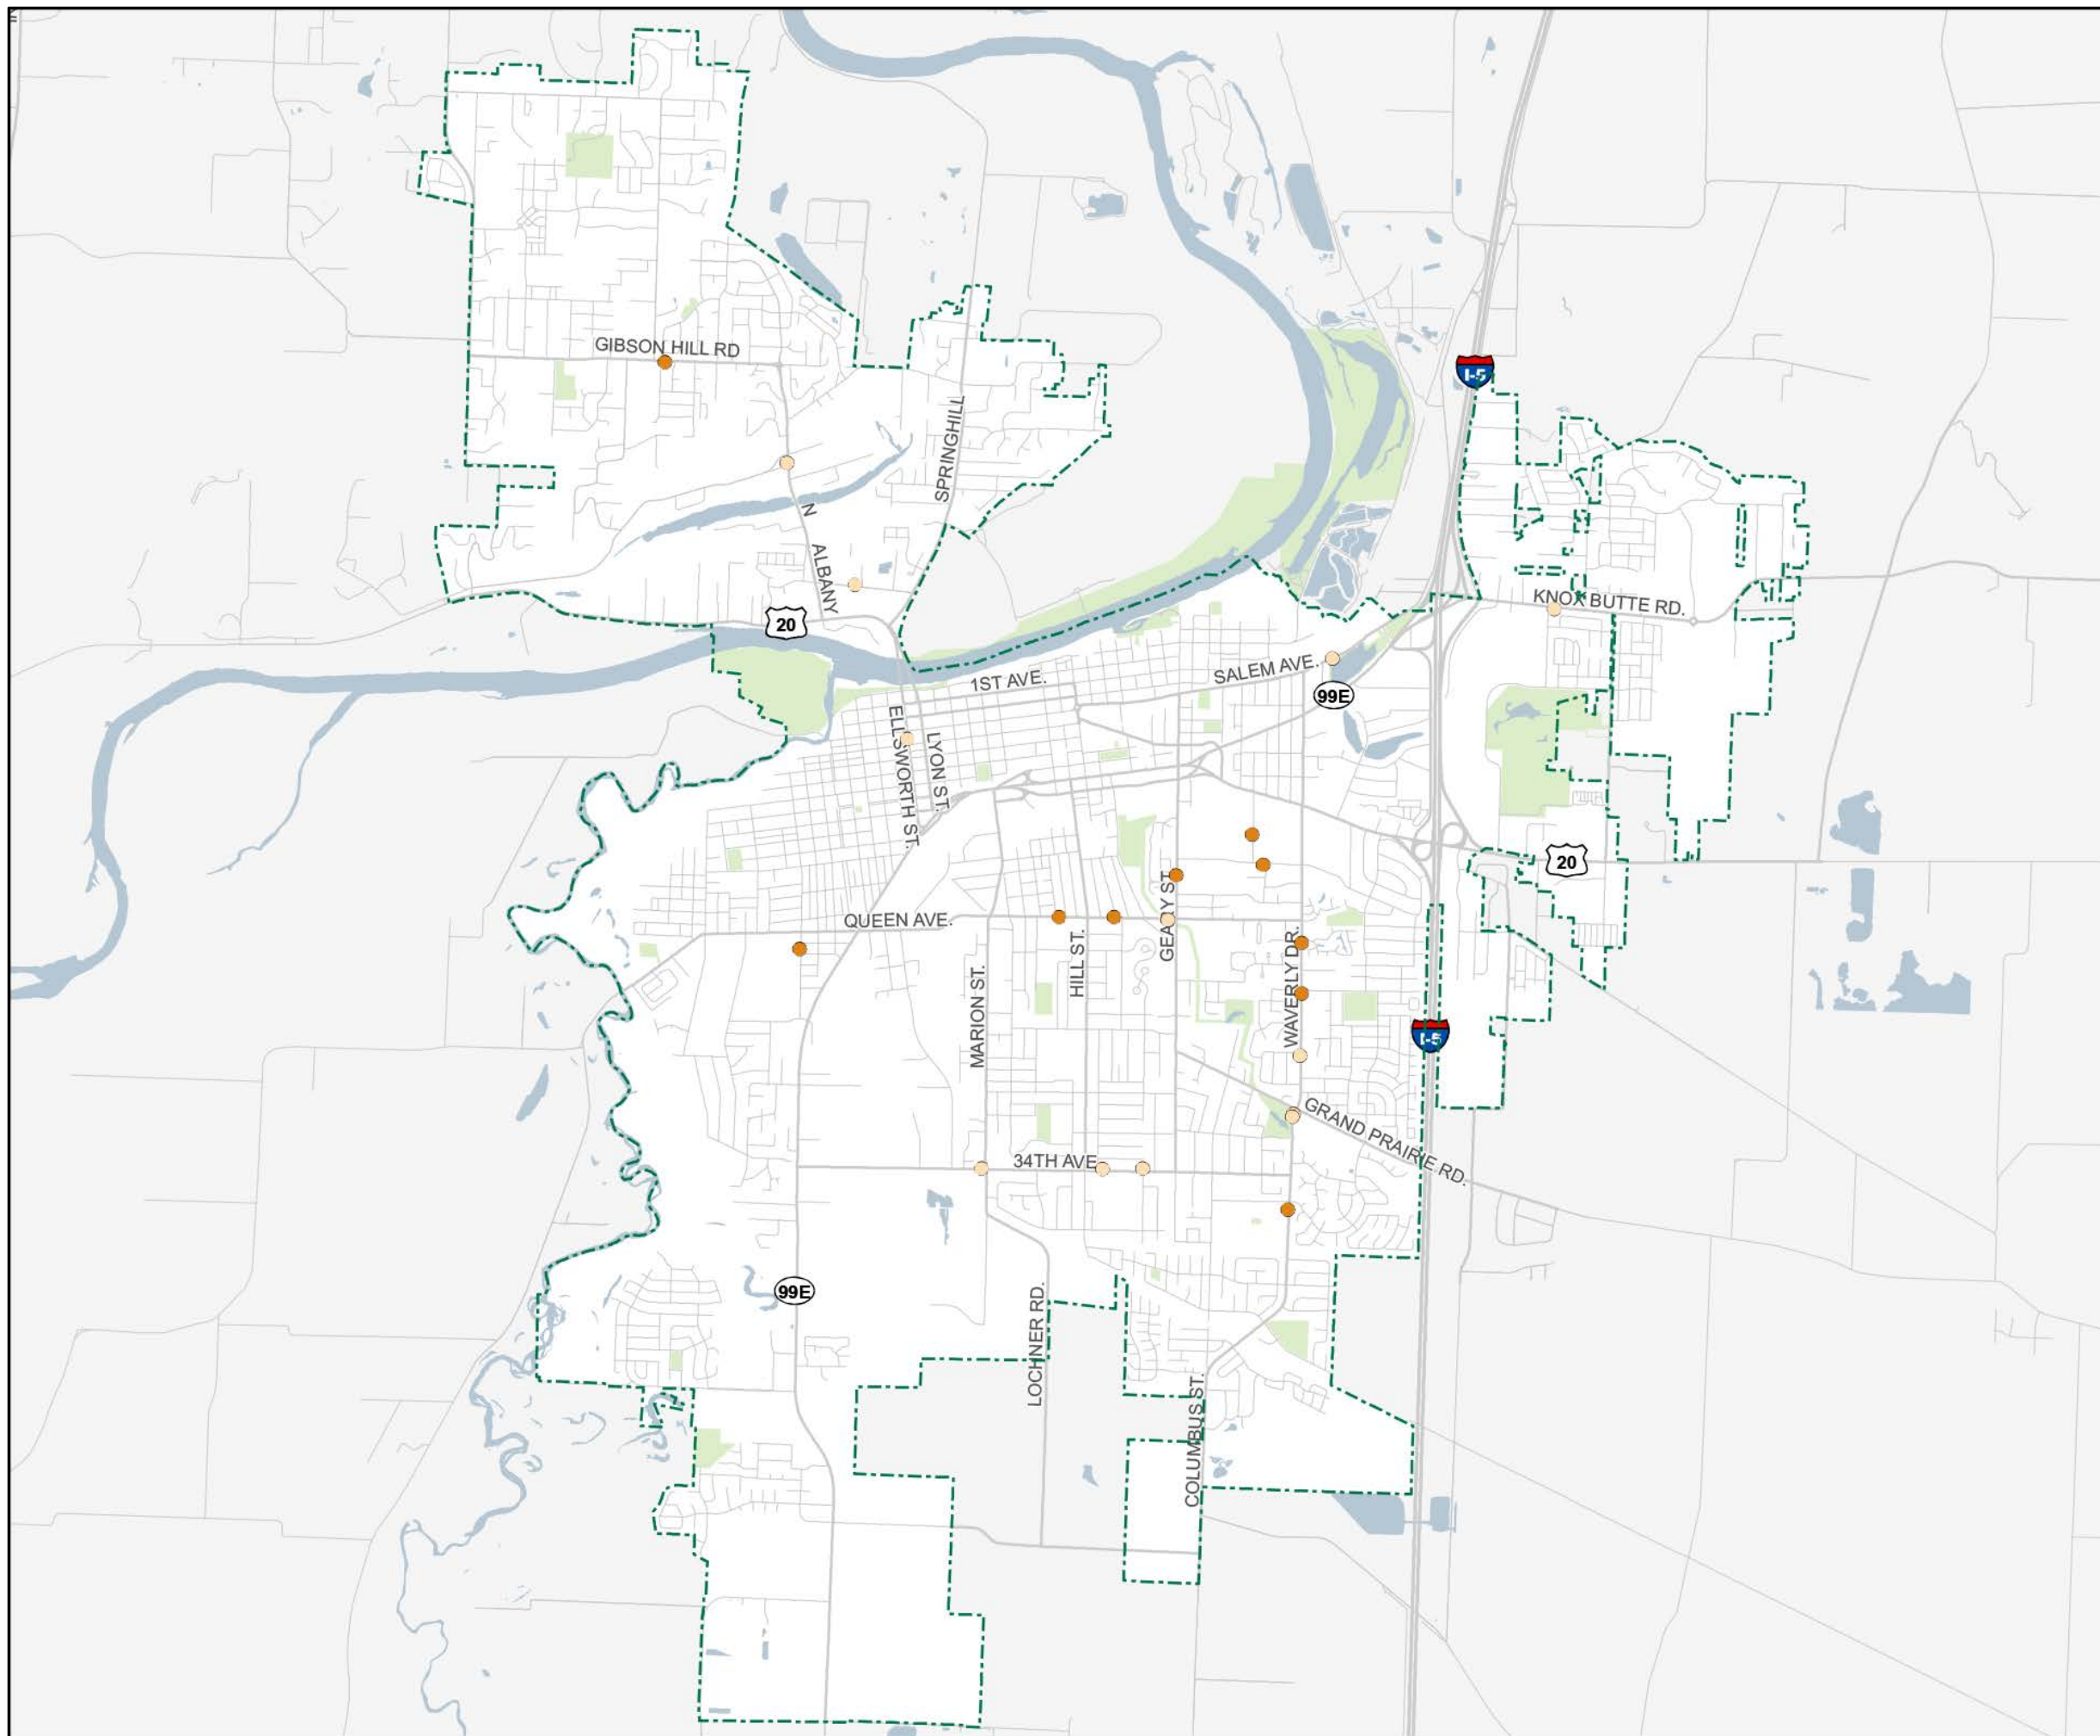 GIBSON HILL RD
I-5
SPRINGHILL
N
ALBANY
20
KNOX BUTTE RD.
1ST AVE.
SALEM AVE.
99E
ELLSWORTH ST.
LYON ST.
20
QUEEN AVE.
GEARY ST
HILL ST.
WAVERLY DR.
MARION ST.
I-5
GRAND PRAIRIE RD.
34TH AVE
99E
LOCHNER RD.
COLUMBUS ST.